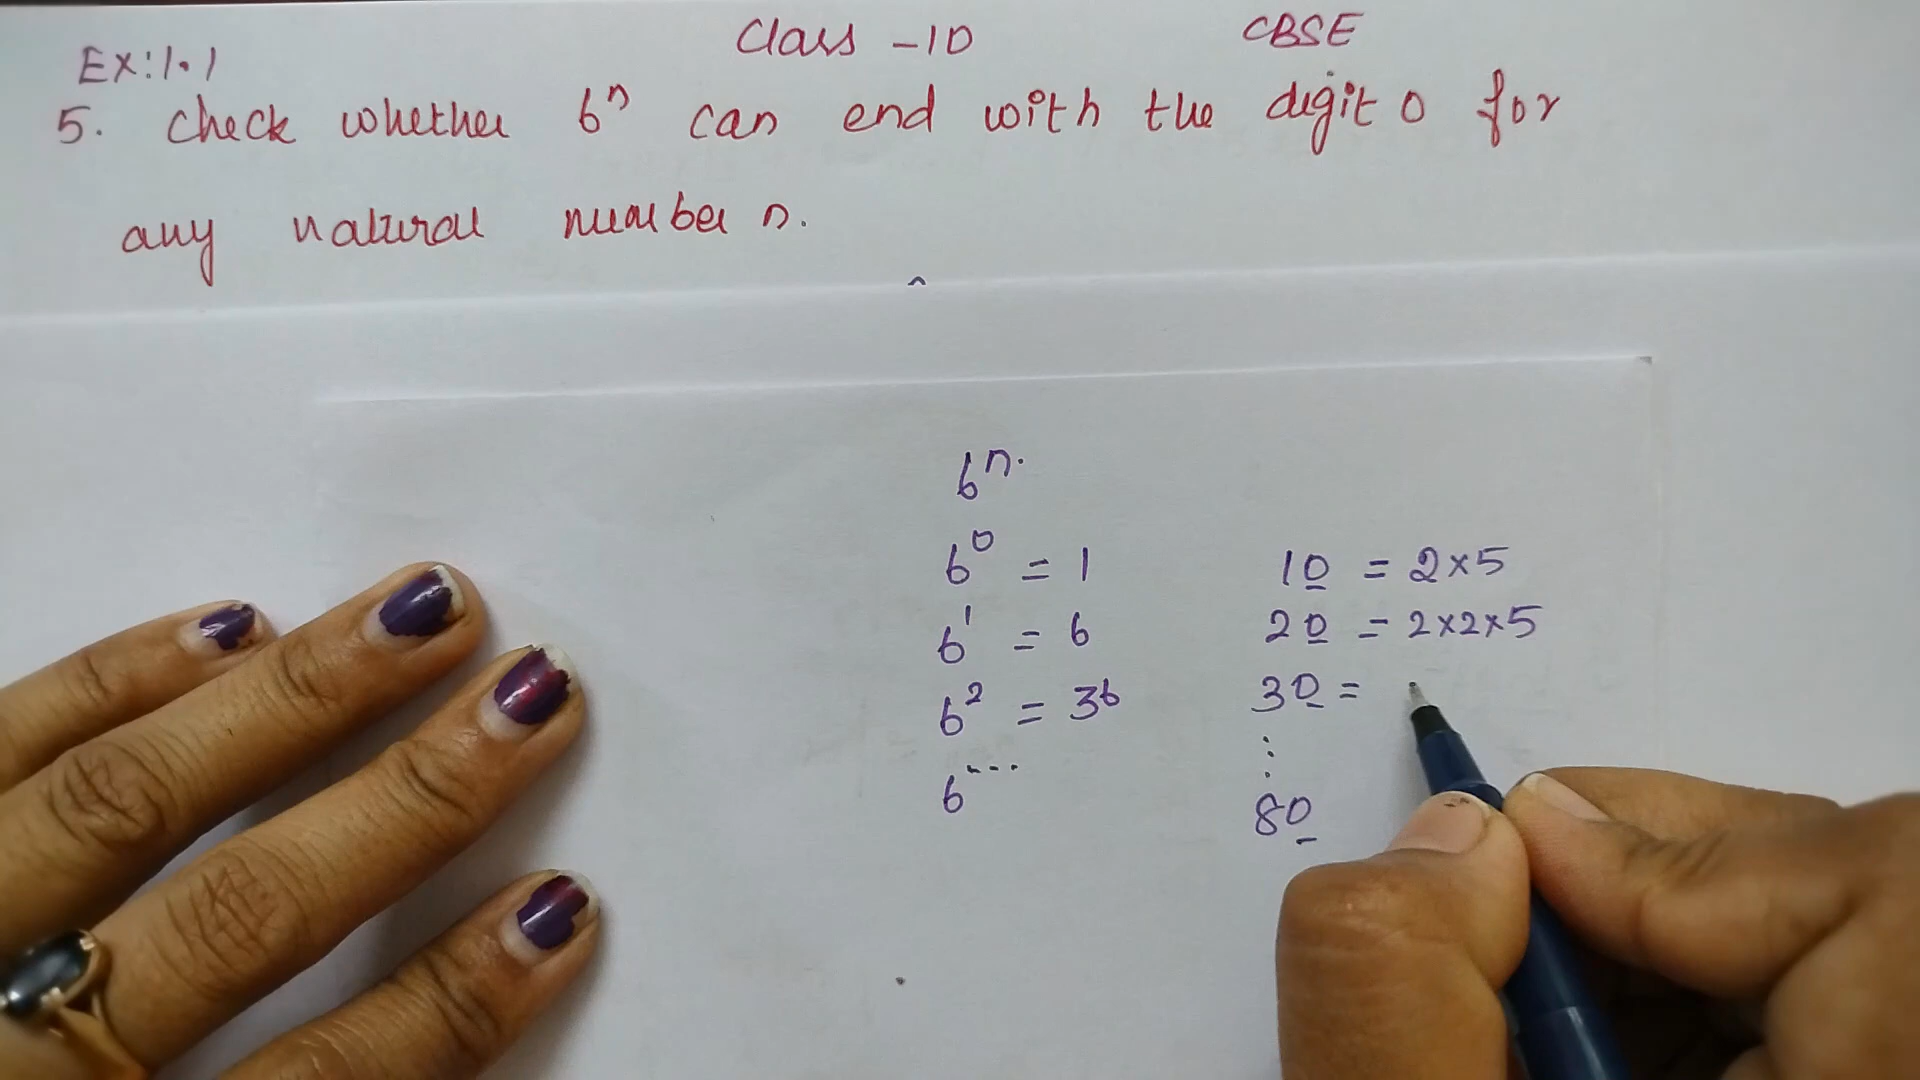 Class - 10 CBSE
Ex: 1.1
5. Check whether 6ⁿ can end with the digit 0 for
any natural number n.
6ⁿ.
6⁰ = 1
6¹ = 6
6² = 36
6...
10 = 2×5
20 = 2×2×5
30 =
:
80